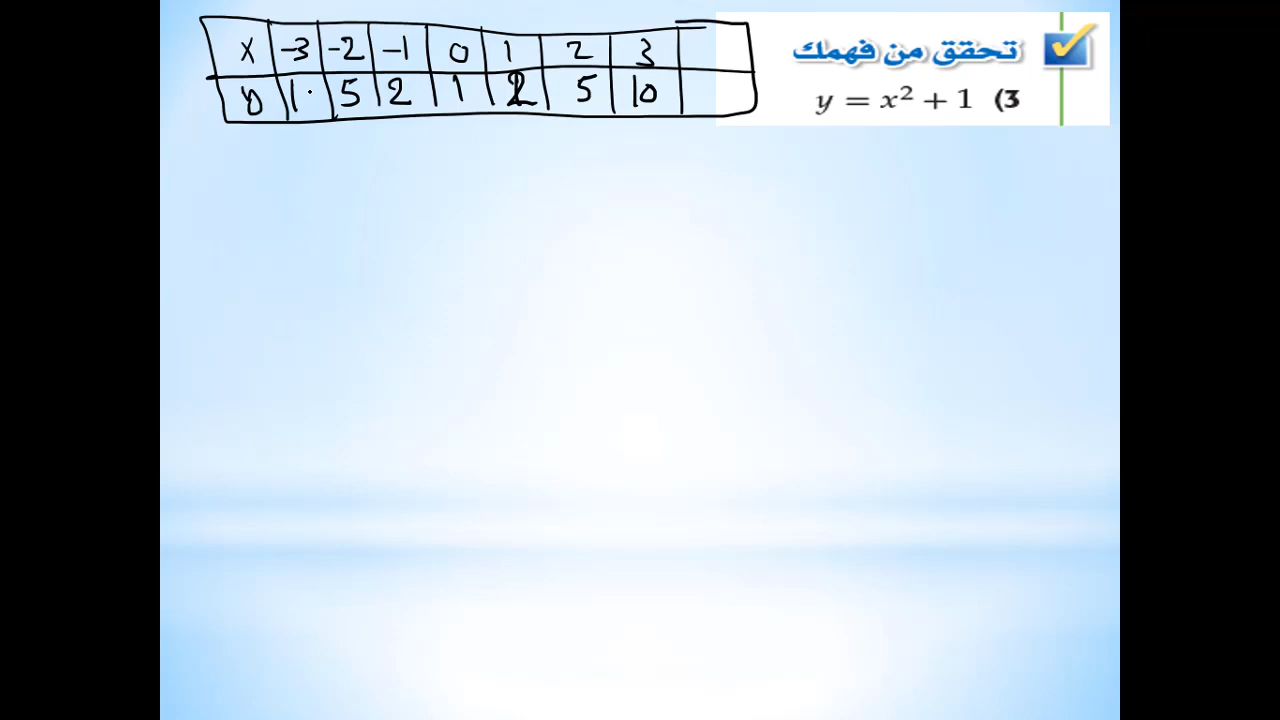 x -3 -2 -1 0 1 2 3
y 1· 5 2 1 2 5 10
تحقق من فهمك
(3 y = x² + 1